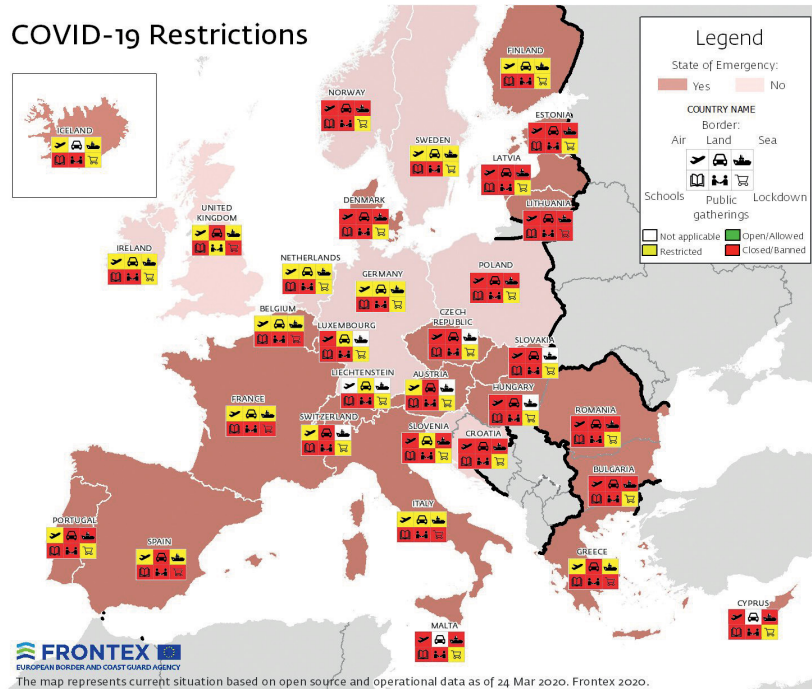 COVID-19 Restrictions
Legend
State of Emergency:
Yes No
COUNTRY NAME
Border:
Air Land Sea
Schools Public gatherings Lockdown
Not applicable Open/Allowed
Restricted Closed/Banned
ICELAND
FINLAND
NORWAY
ESTONIA
SWEDEN
LATVIA
DENMARK
LITHUANIA
UNITED
KINGDOM
IRELAND
NETHERLANDS
GERMANY
POLAND
BELGIUM
LUXEMBOURG
CZECH
REPUBLIC
SLOVAKIA
LIECHTENSTEIN
AUSTRIA
HUNGARY
FRANCE
SWITZERLAND
SLOVENIA
CROATIA
ROMANIA
BULGARIA
ITALY
PORTUGAL
SPAIN
GREECE
CYPRUS
MALTA
FRONTEX
EUROPEAN BORDER AND COAST GUARD AGENCY
The map represents current situation based on open source and operational data as of 24 Mar 2020. Frontex 2020.